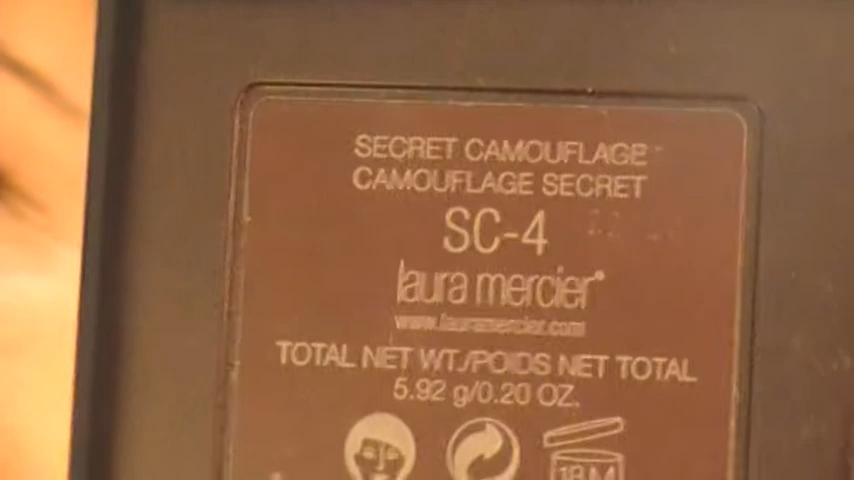 SECRET CAMOUFLAGE
CAMOUFLAGE SECRET
SC-4
laura mercier®
www.lauramercier.com
TOTAL NET WT./POIDS NET TOTAL
5.92 g/0.20 OZ.
18 M